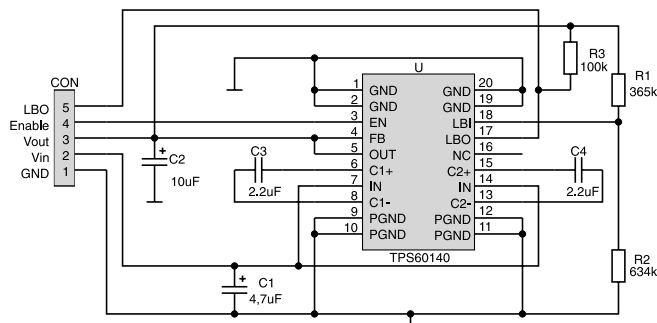 CON
LBO 5
Enable 4
Vout 3
Vin 2
GND 1
C2
10uF
C3
2.2uF
C1
4,7uF
U
1 GND
2 GND
3 EN
4 FB
5 OUT
6 C1+
7 IN
8 C1-
9 PGND
10 PGND
GND 20
GND 19
LBI 18
LBO 17
NC 16
C2+ 15
IN 14
C2- 13
PGND 12
PGND 11
TPS60140
C4
2.2uF
R3
100k
R1
365k
R2
634k